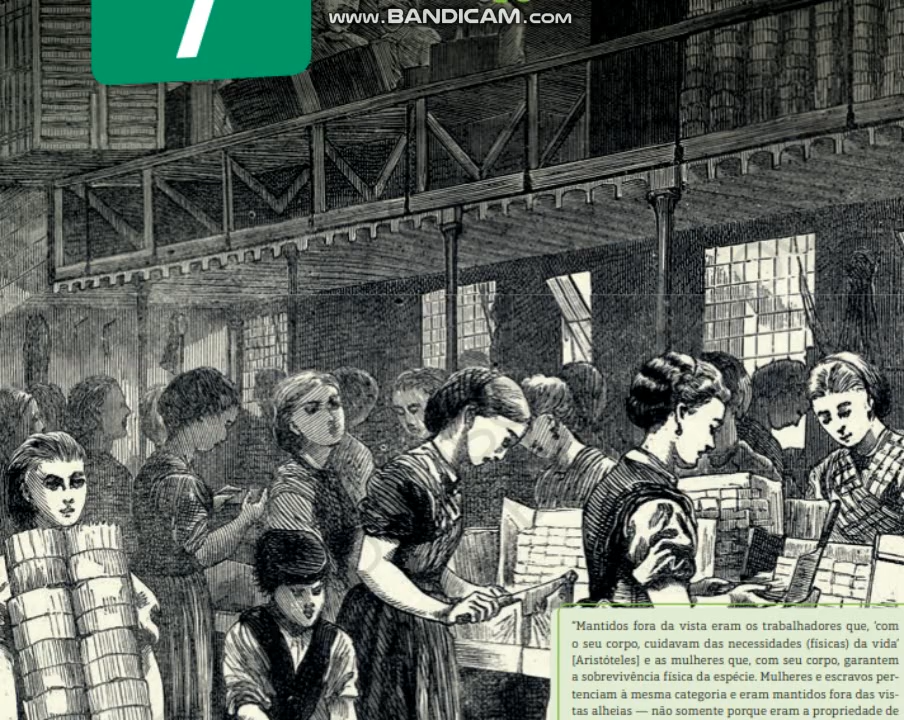 7
www.BANDICAM.com
"Mantidos fora da vista eram os trabalhadores que, 'com
o seu corpo, cuidavam das necessidades (físicas) da vida'
[Aristóteles] e as mulheres que, com seu corpo, garantem
a sobrevivência física da espécie. Mulheres e escravos per-
tenciam à mesma categoria e eram mantidos fora das vis-
tas alheias — não somente porque eram a propriedade de